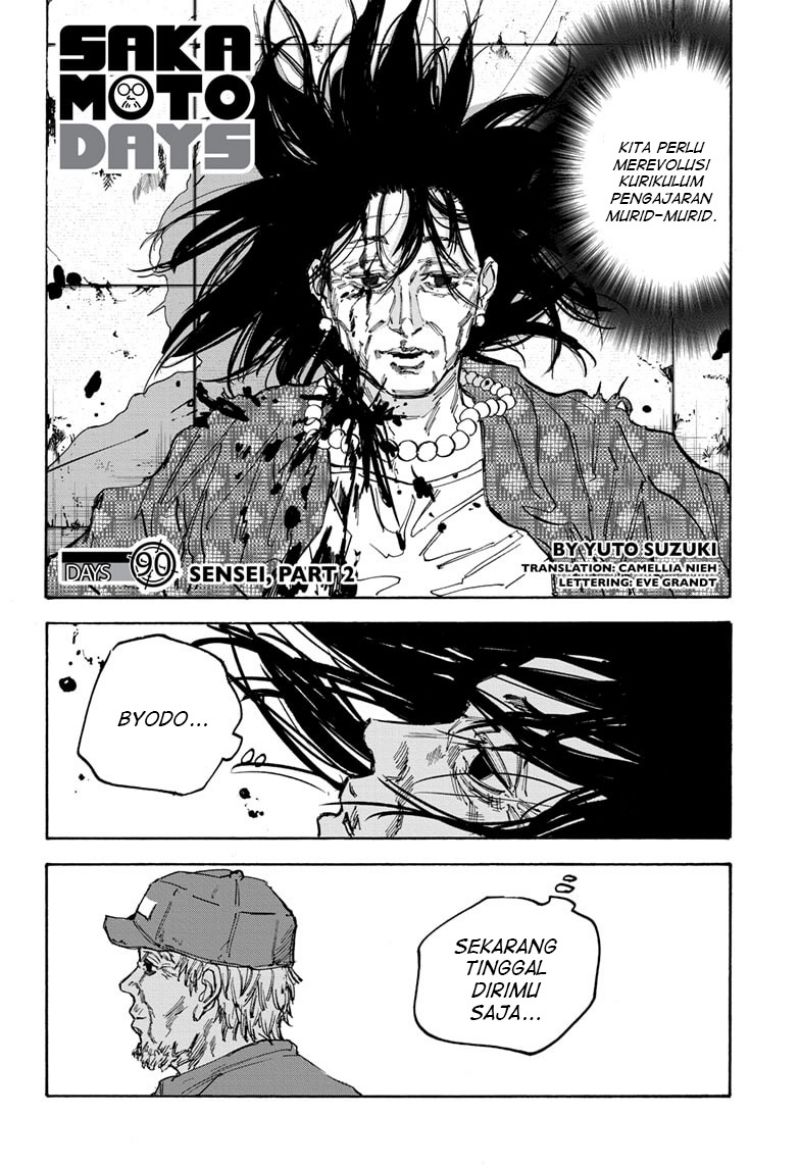 SAKA
MOTO
DAYS
KITA PERLU
MEREVOLUSI
KURIKULUM
PENGAJARAN
MURID-MURID.
DAYS 90 SENSEI, PART 2
BY YUTO SUZUKI
TRANSLATION: CAMELLIA NIEH
LETTERING: EVE GRANDT
BYODO...
SEKARANG
TINGGAL
DIRIMU
SAJA...